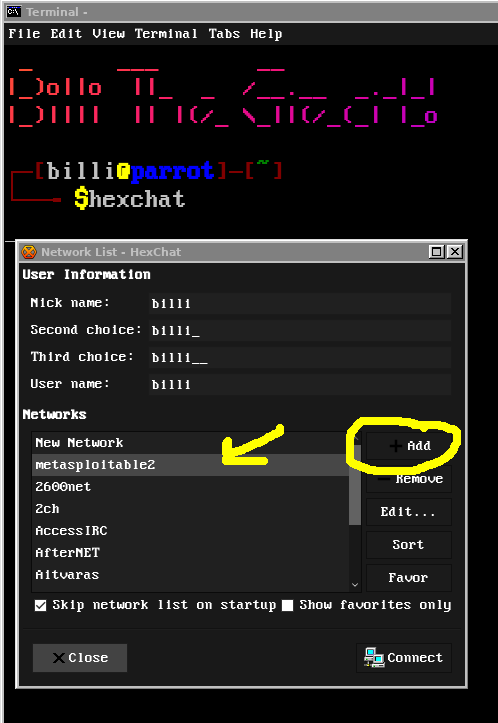 Terminal -
File Edit View Terminal Tabs Help
[billi@parrot]-[~]
$hexchat
Network List - HexChat
User Information
Nick name: billi
Second choice: billi_
Third choice: billi__
User name: billi
Networks
New Network
+ Add
metasploitable2
- Remove
2600net
2ch
Edit...
AccessIRC
Sort
AfterNET
Aitvaras
Favor
Skip network list on startup Show favorites only
Close
Connect